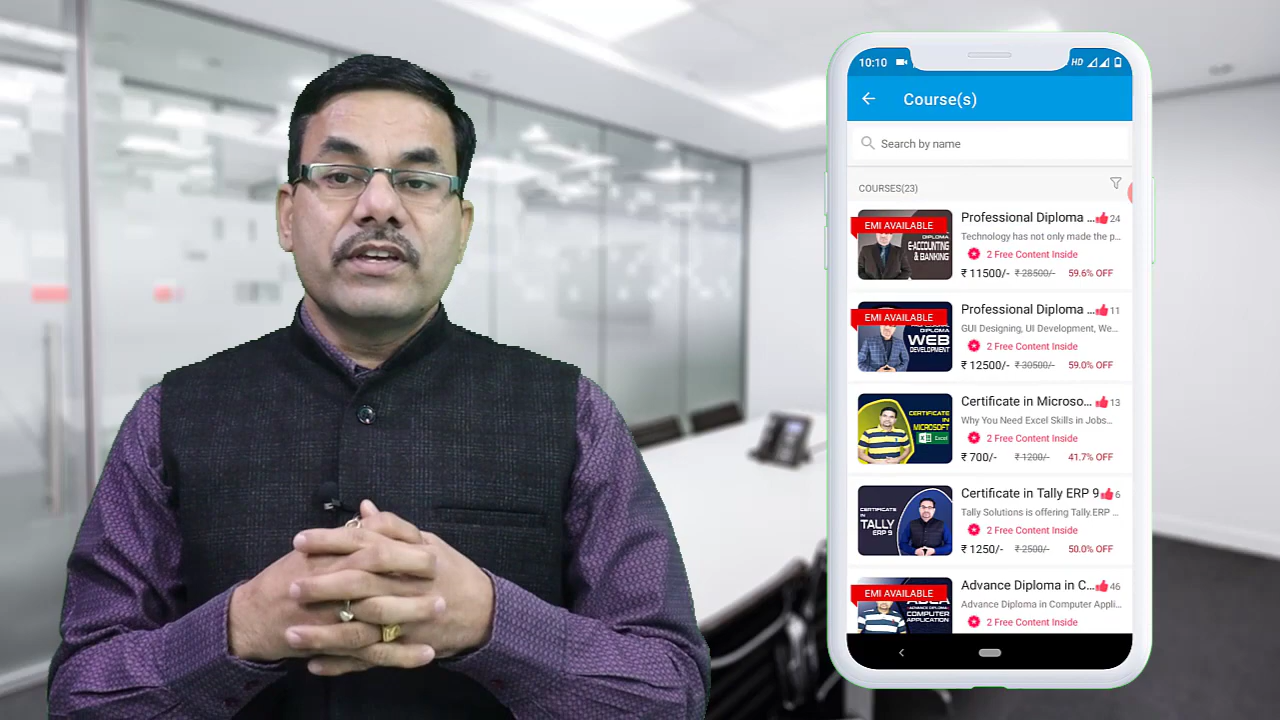 10:10
HD
Course(s)
Search by name
COURSES(23)
EMI AVAILABLE
DIPLOMA
E-ACCOUNTING
& BANKING
Professional Diploma ...
24
Technology has not only made the p...
2 Free Content Inside
₹ 11500/- ₹ 28500/- 59.6% OFF
EMI AVAILABLE
PROFESSIONAL
DIPLOMA
WEB
DEVELOPMENT
Professional Diploma ...
11
GUI Designing, UI Development, We...
2 Free Content Inside
₹ 12500/- ₹ 30500/- 59.0% OFF
CERTIFICATE
IN
MICROSOFT
Excel
Certificate in Microso...
13
Why You Need Excel Skills in Jobs...
2 Free Content Inside
₹ 700/- ₹ 1200/- 41.7% OFF
CERTIFICATE
IN
TALLY
ERP 9
Certificate in Tally ERP 9
6
Tally Solutions is offering Tally.ERP ...
2 Free Content Inside
₹ 1250/- ₹ 2500/- 50.0% OFF
EMI AVAILABLE
ADCA
ADVANCE DIPLOMA
COMPUTER
APPLICATION
Advance Diploma in C...
46
Advance Diploma in Computer Appli...
2 Free Content Inside